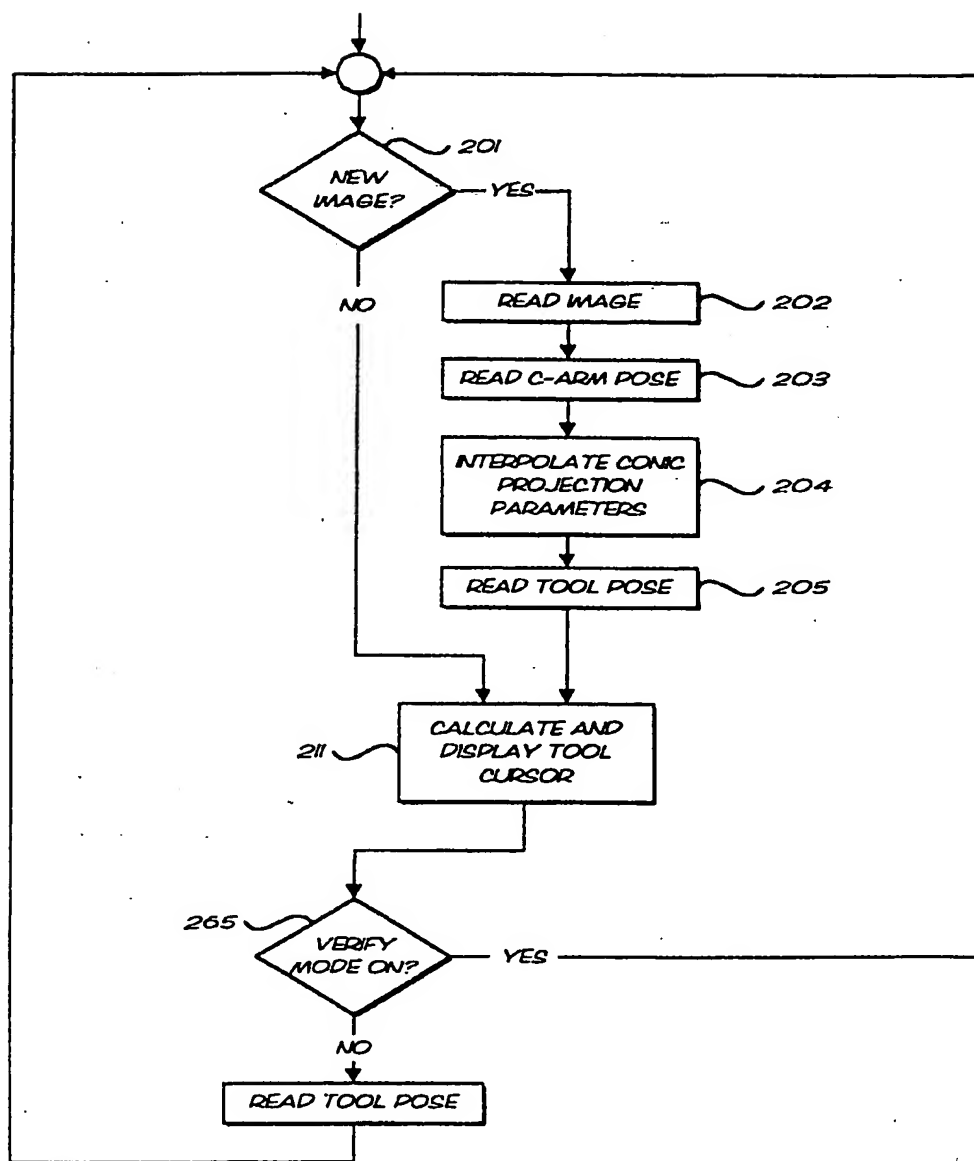 201
NEW
IMAGE?
YES
NO
READ IMAGE
202
READ C-ARM POSE
203
INTERPOLATE CONIC
PROJECTION
PARAMETERS
204
READ TOOL POSE
205
CALCULATE AND
DISPLAY TOOL
CURSOR
211
265
VERIFY
MODE ON?
YES
NO
READ TOOL POSE